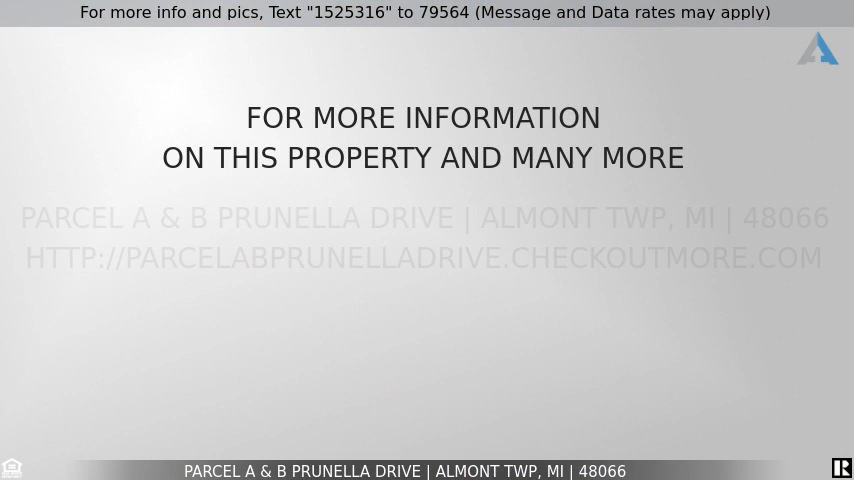 For more info and pics, Text "1525316" to 79564 (Message and Data rates may apply)
FOR MORE INFORMATION
ON THIS PROPERTY AND MANY MORE
PARCEL A & B PRUNELLA DRIVE | ALMONT TWP, MI | 48066
HTTP://PARCELABPRUNELLADRIVE.CHECKOUTMORE.COM
PARCEL A & B PRUNELLA DRIVE | ALMONT TWP, MI | 48066